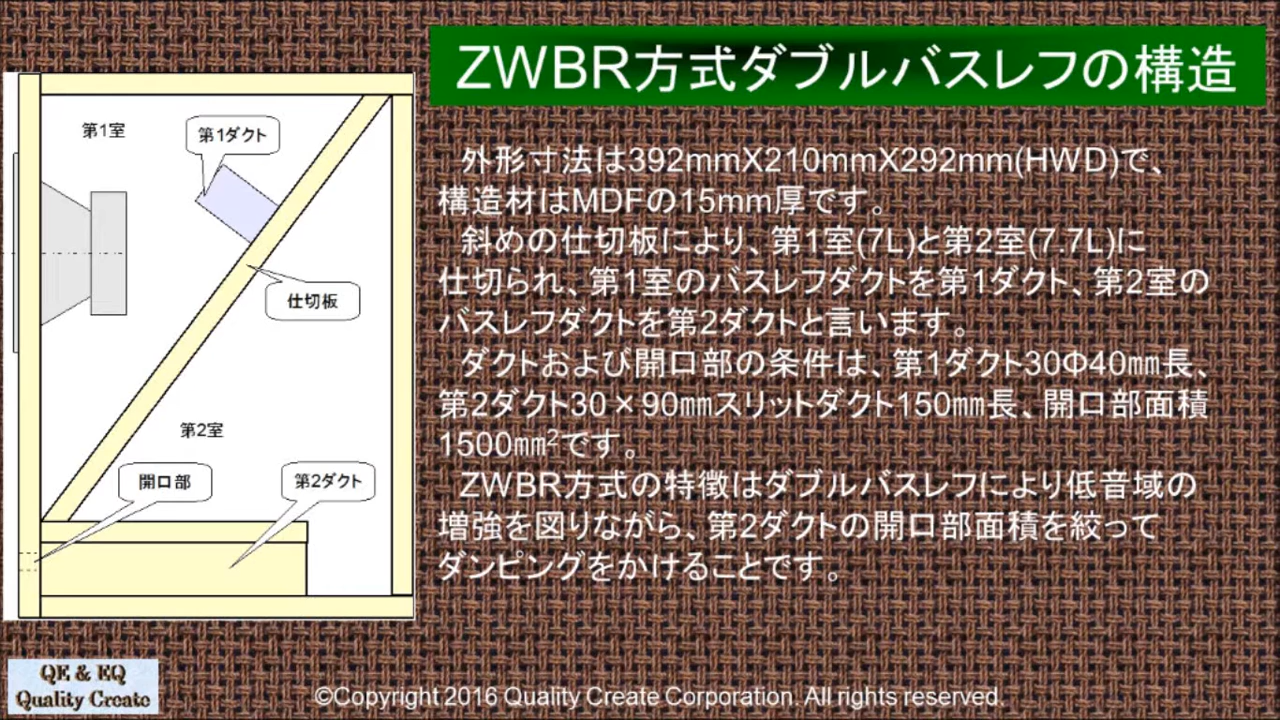 ZWBR方式ダブルバスレフの構造
第1室
第1ダクト
仕切板
第2室
開口部
第2ダクト
外形寸法は392mmX210mmX292mm(HWD)で、
構造材はMDFの15mm厚です。
斜めの仕切板により、第1室(7L)と第2室(7.7L)に
仕切られ、第1室のバスレフダクトを第1ダクト、第2室の
バスレフダクトを第2ダクトと言います。
ダクトおよび開口部の条件は、第1ダクト30Φ40㎜長、
第2ダクト30×90㎜スリットダクト150㎜長、開口部面積
1500㎜²です。
ZWBR方式の特徴はダブルバスレフにより低音域の
増強を図りながら、第2ダクトの開口部面積を絞って
ダンピングをかけることです。
QE & EQ
Quality Create
©Copyright 2016 Quality Create Corporation. All rights reserved.